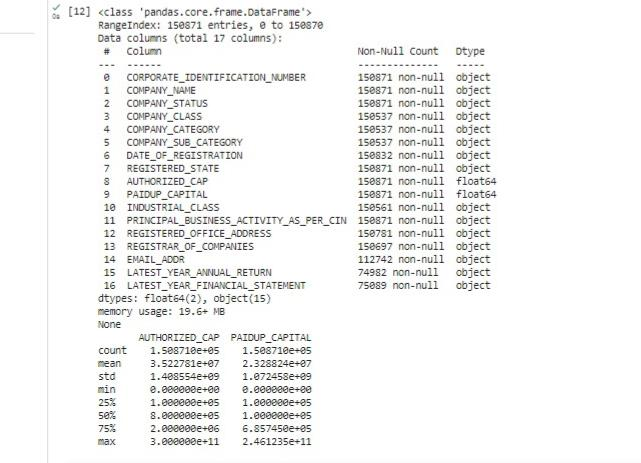 [12] <class 'pandas.core.frame.DataFrame'>
0s
RangeIndex: 150871 entries, 0 to 150870
Data columns (total 17 columns):
#   Column   Non-Null Count   Dtype
---  ------   --------------   -----
0   CORPORATE_IDENTIFICATION_NUMBER   150871 non-null   object
1   COMPANY_NAME   150871 non-null   object
2   COMPANY_STATUS   150871 non-null   object
3   COMPANY_CLASS   150537 non-null   object
4   COMPANY_CATEGORY   150537 non-null   object
5   COMPANY_SUB_CATEGORY   150537 non-null   object
6   DATE_OF_REGISTRATION   150832 non-null   object
7   REGISTERED_STATE   150871 non-null   object
8   AUTHORIZED_CAP   150871 non-null   float64
9   PAIDUP_CAPITAL   150871 non-null   float64
10  INDUSTRIAL_CLASS   150561 non-null   object
11  PRINCIPAL_BUSINESS_ACTIVITY_AS_PER_CIN   150871 non-null   object
12  REGISTERED_OFFICE_ADDRESS   150781 non-null   object
13  REGISTRAR_OF_COMPANIES   150697 non-null   object
14  EMAIL_ADDR   112742 non-null   object
15  LATEST_YEAR_ANNUAL_RETURN   74982 non-null   object
16  LATEST_YEAR_FINANCIAL_STATEMENT   75089 non-null   object
dtypes: float64(2), object(15)
memory usage: 19.6+ MB
None
AUTHORIZED_CAP   PAIDUP_CAPITAL
count   1.508710e+05   1.508710e+05
mean   3.522781e+07   2.328824e+07
std   1.408554e+09   1.072458e+09
min   0.000000e+00   0.000000e+00
25%   1.000000e+05   1.000000e+05
50%   8.000000e+05   1.000000e+05
75%   2.000000e+06   6.857450e+05
max   3.000000e+11   2.461235e+11